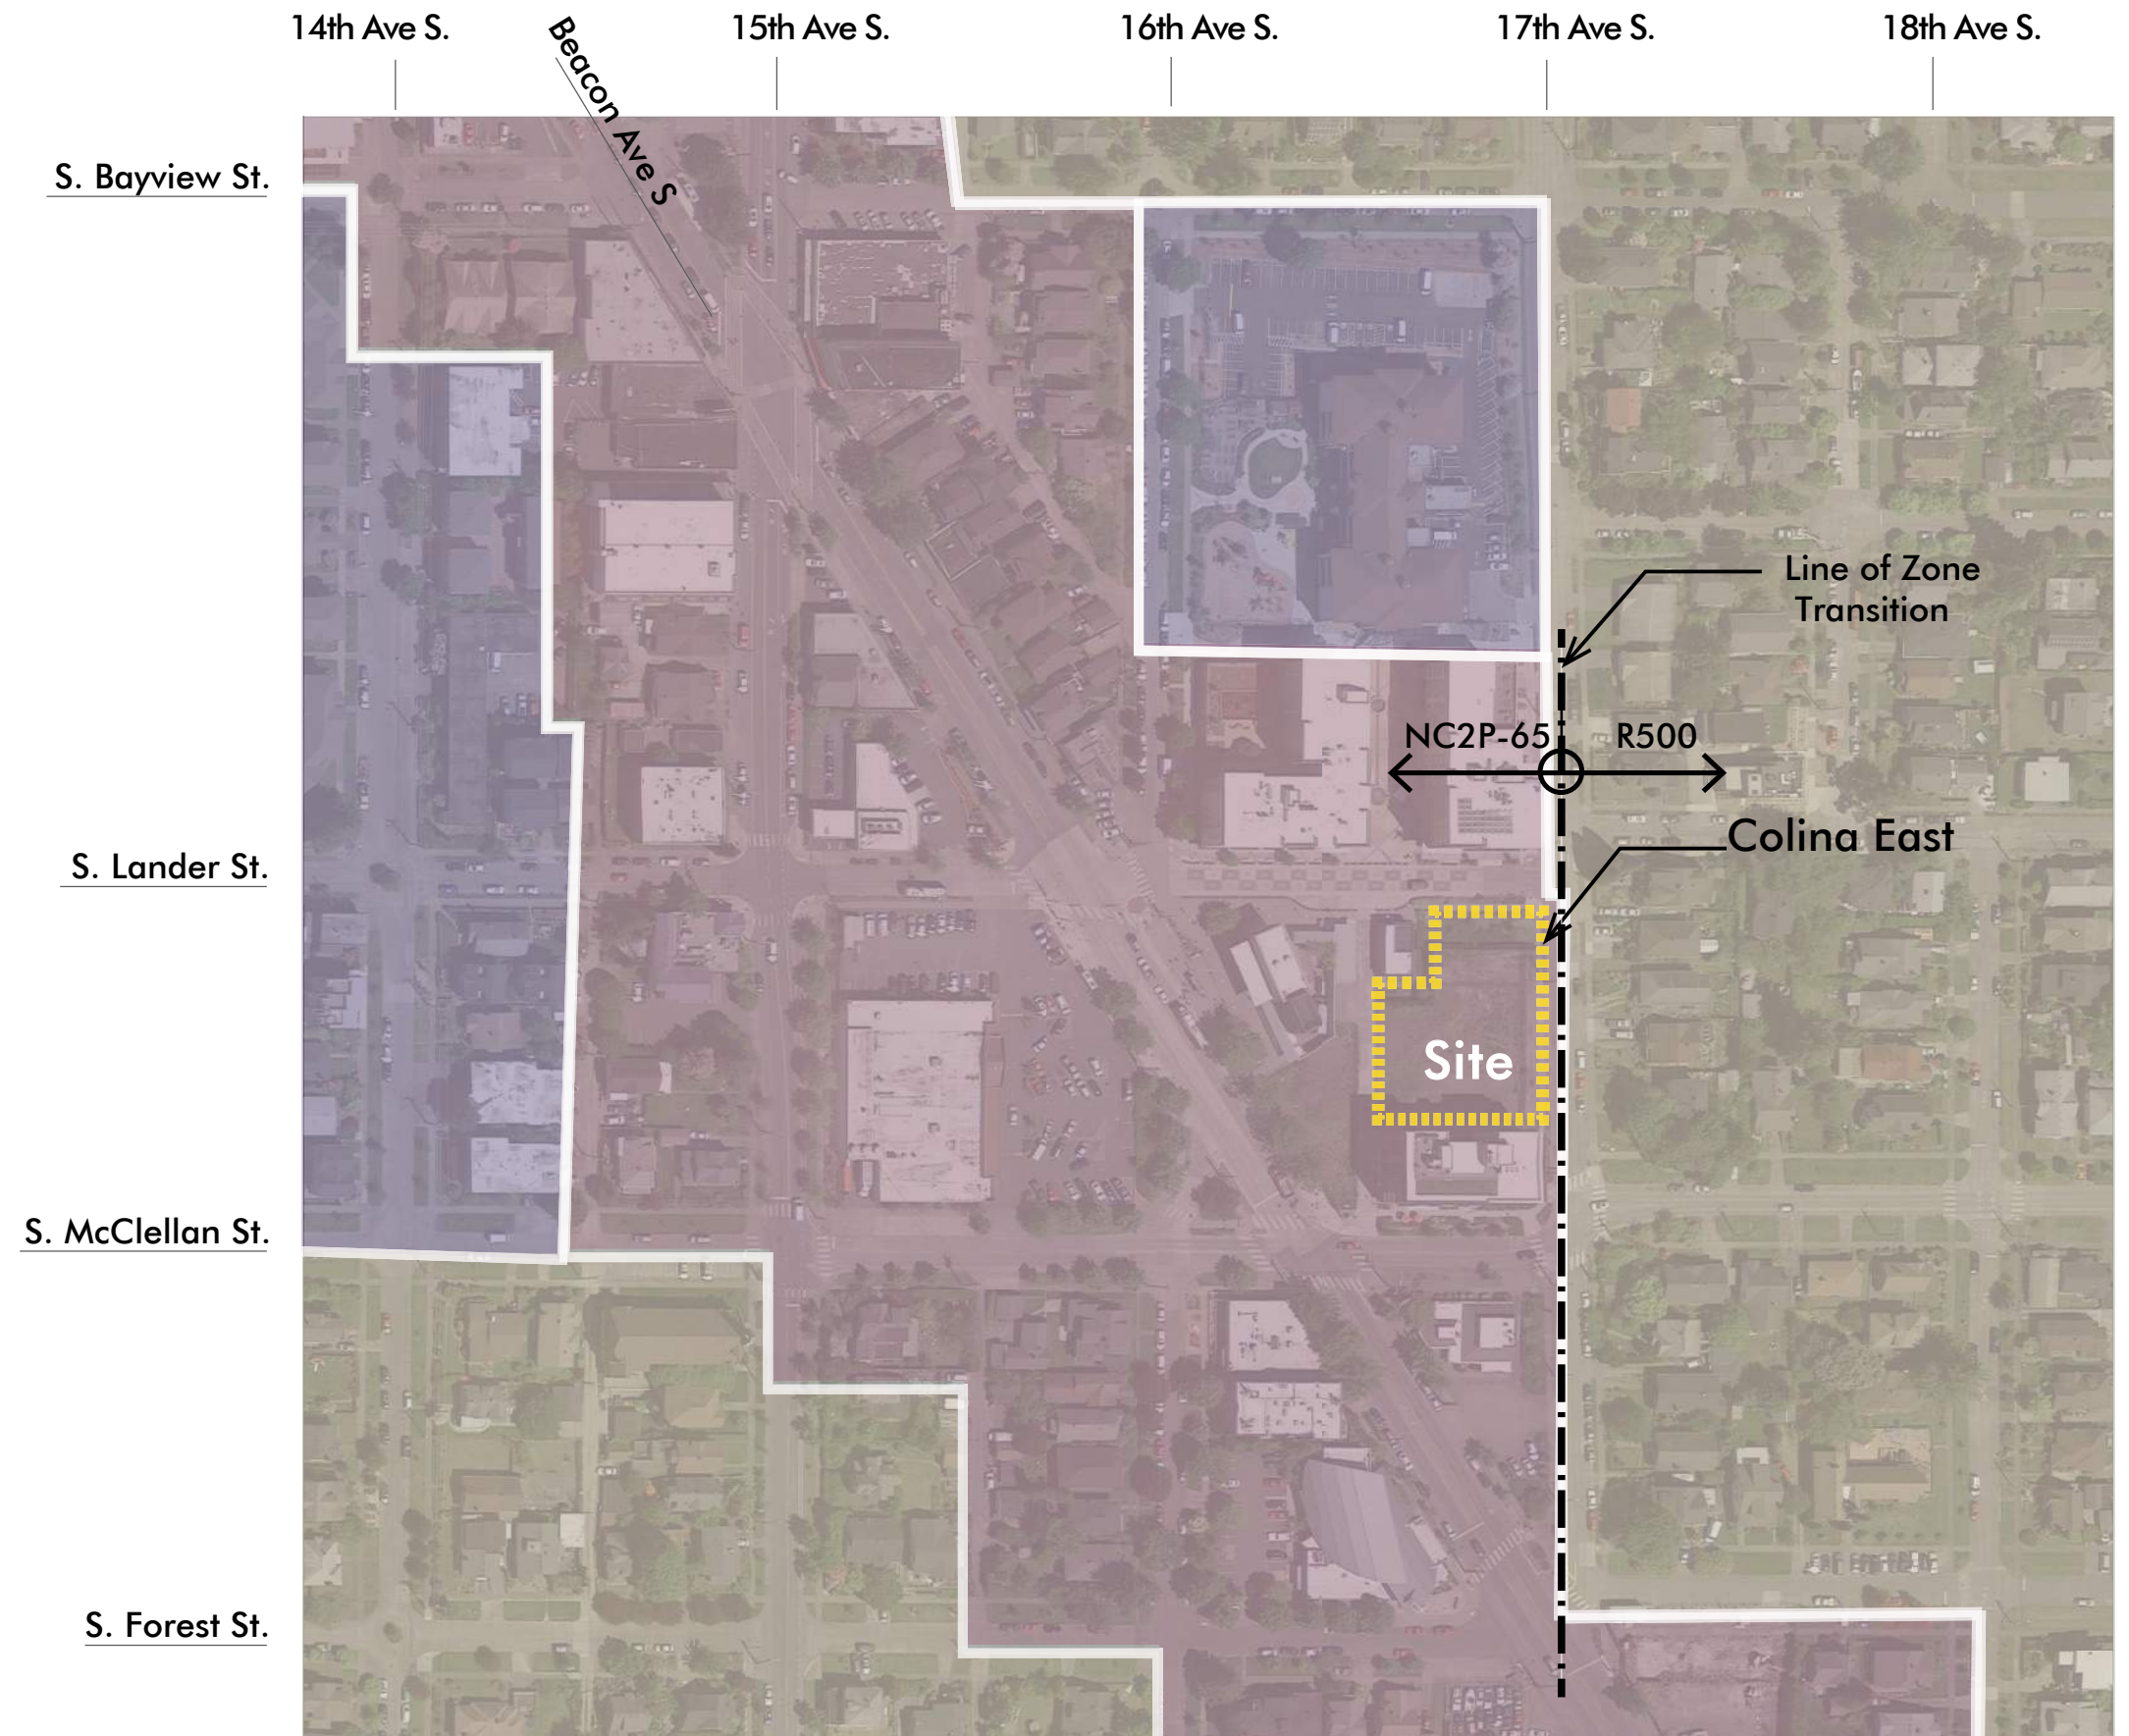 14th Ave S.
Beacon Ave S
15th Ave S.
16th Ave S.
17th Ave S.
18th Ave S.
S. Bayview St.
Line of Zone
Transition
NC2P-65
R500
Colina East
S. Lander St.
Site
S. McClellan St.
S. Forest St.